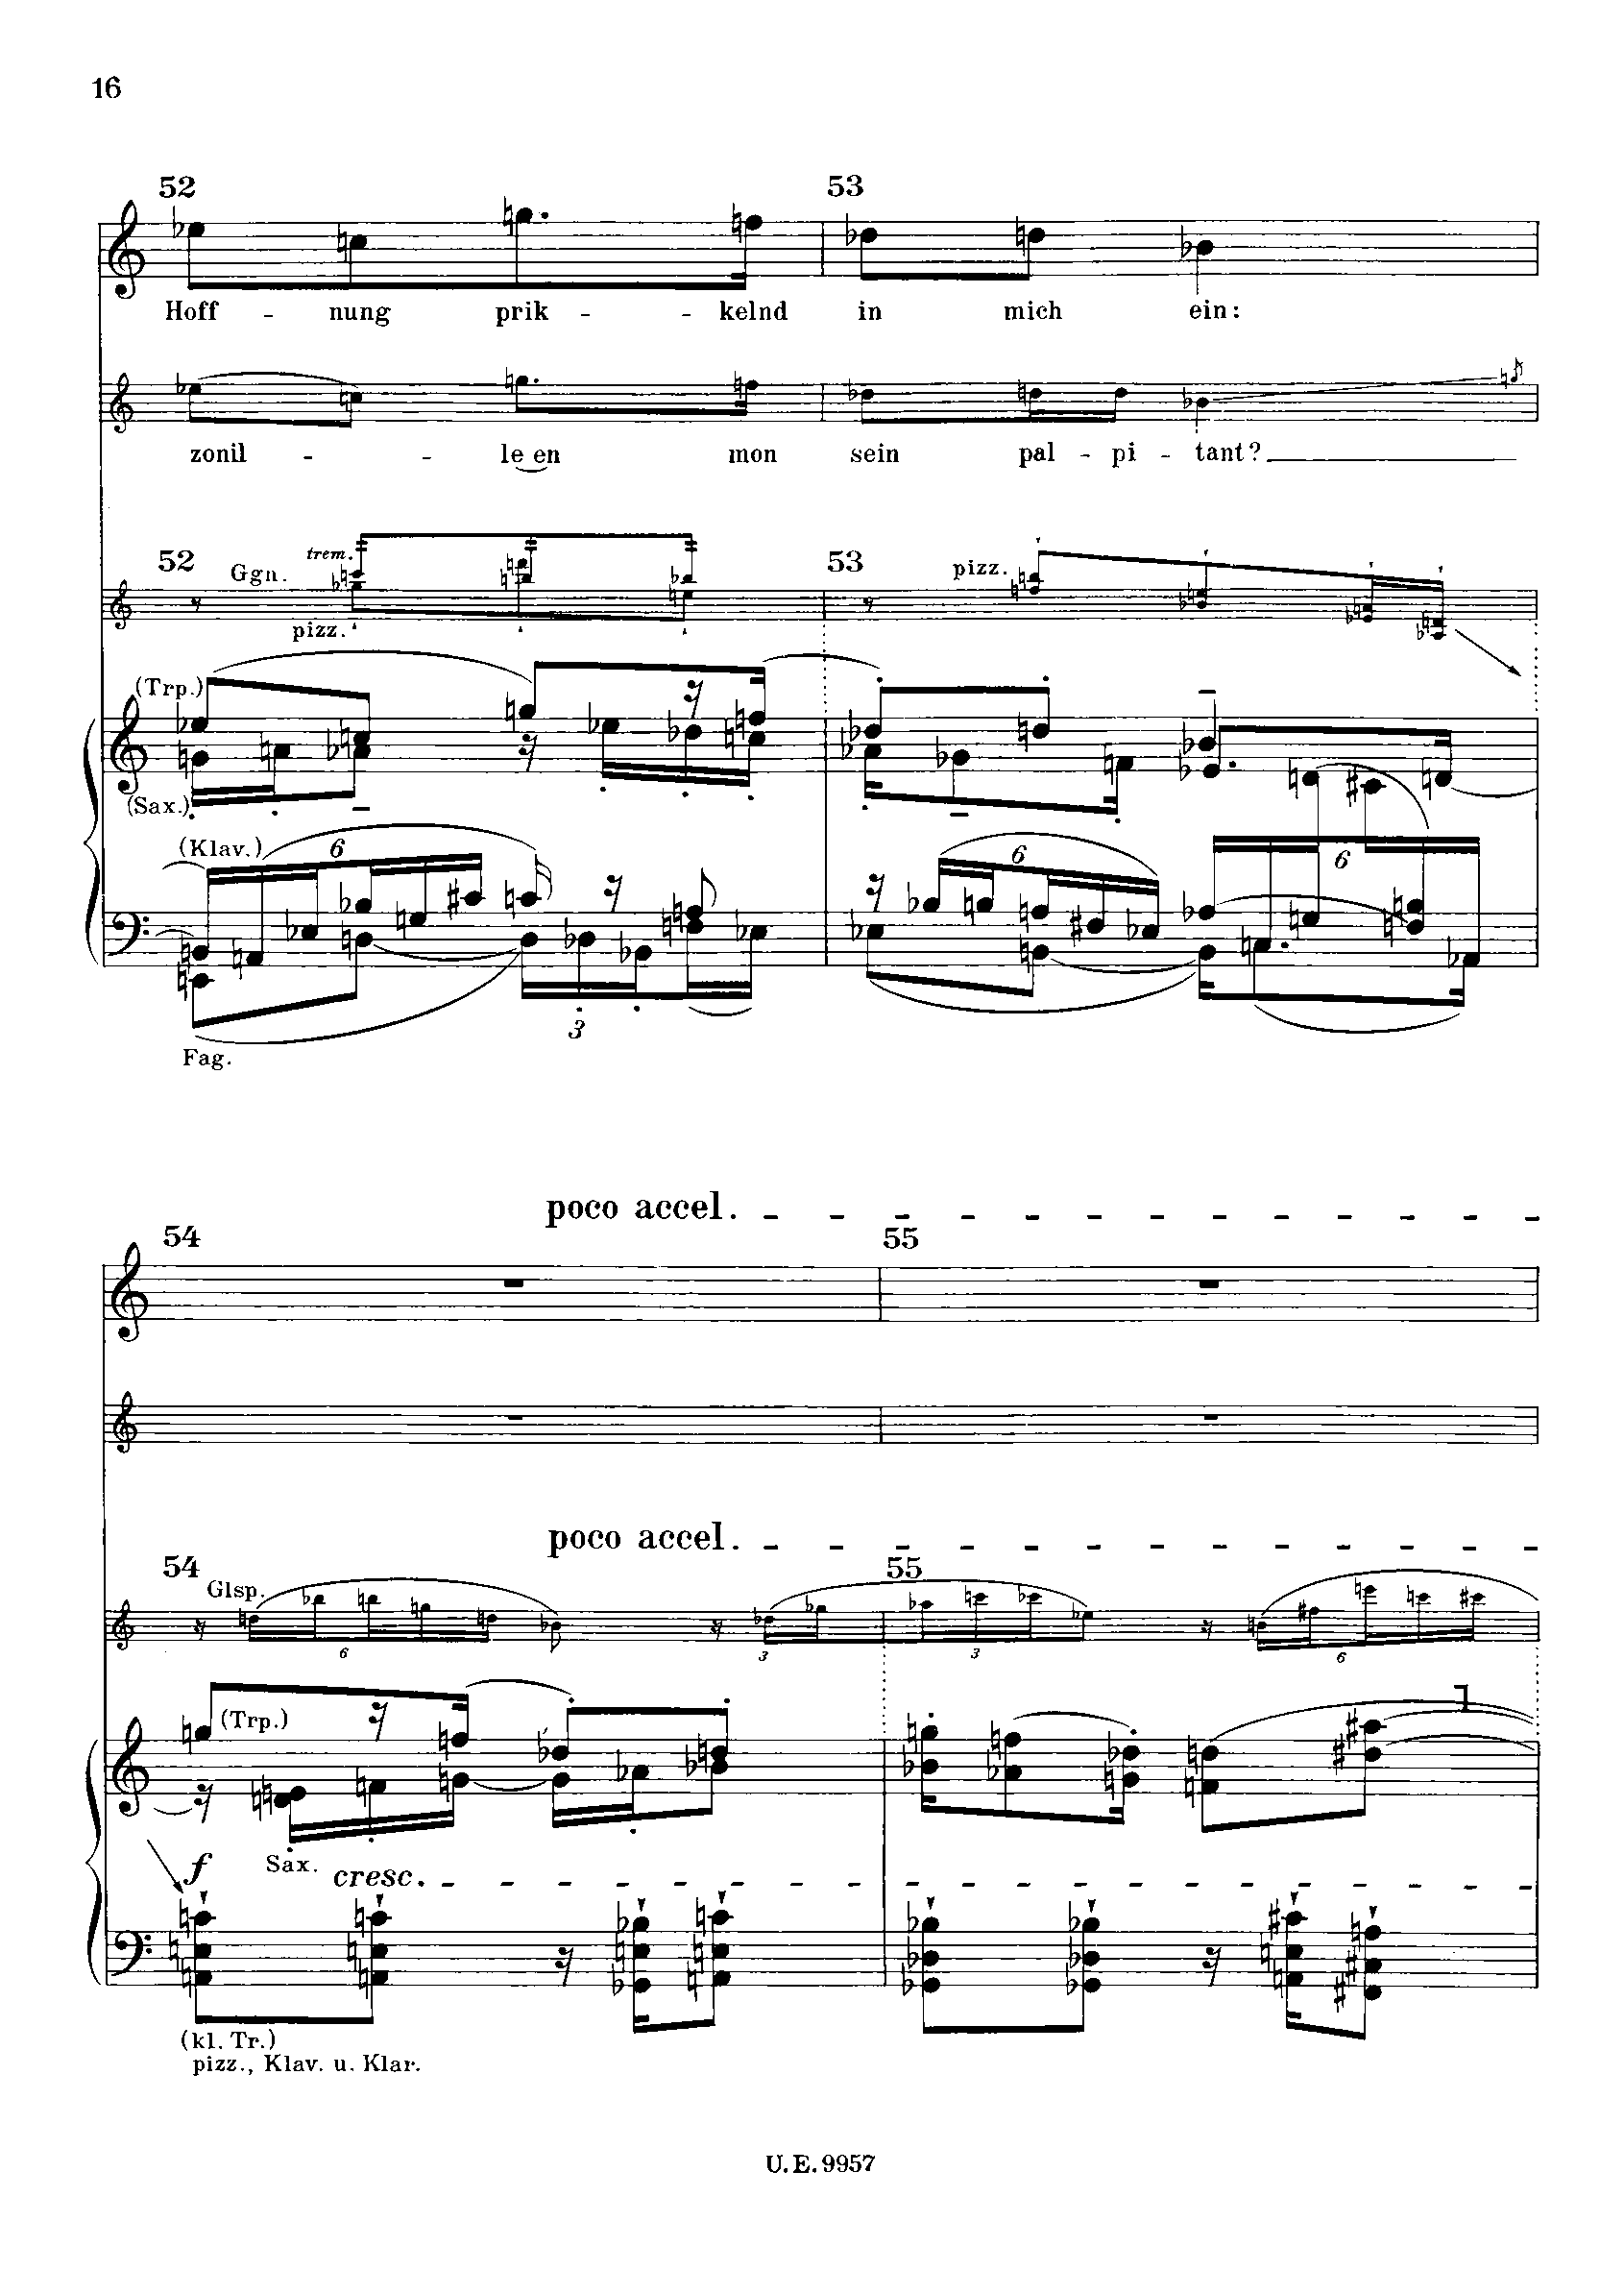 16
52 53
Hoff - nung prik - - kelnd in mich ein:
zonil - - le en mon sein pal - pi - tant?
52 Ggn. trem. 53 pizz.
pizz.
(Trp.)
(Sax.)
(Klav.) 6 6 6
3
Fag.
poco accel.
54 55
poco accel.
54 Glsp. 55
6 3 3 6
(Trp.)
f Sax. cresc.
(kl. Tr.)
pizz., Klav. u. Klar.
U. E. 9957